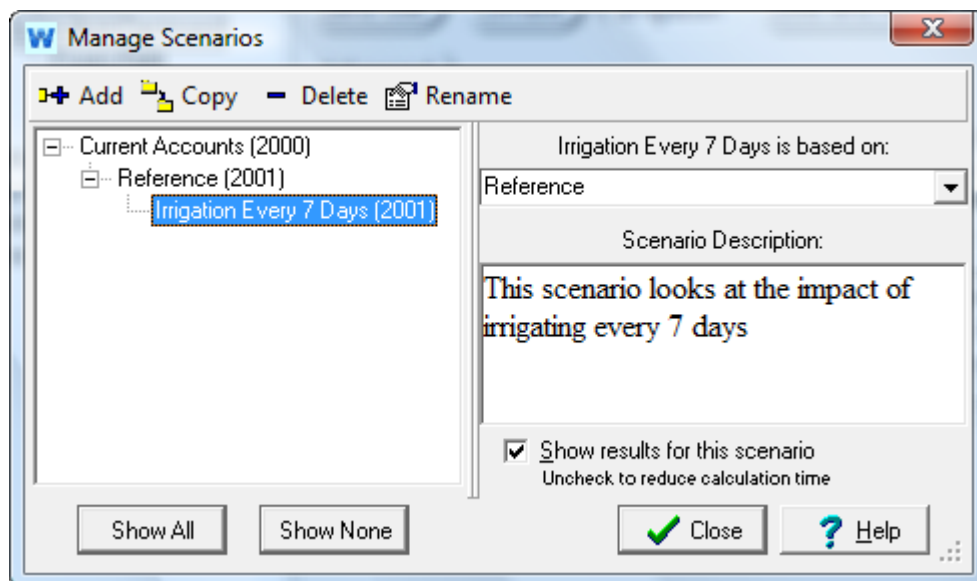 W Manage Scenarios
Add Copy Delete Rename
Current Accounts (2000)
Reference (2001)
Irrigation Every 7 Days (2001)
Irrigation Every 7 Days is based on:
Reference
Scenario Description:
This scenario looks at the impact of
irrigating every 7 days
Show results for this scenario
Uncheck to reduce calculation time
Show All
Show None
Close
? Help